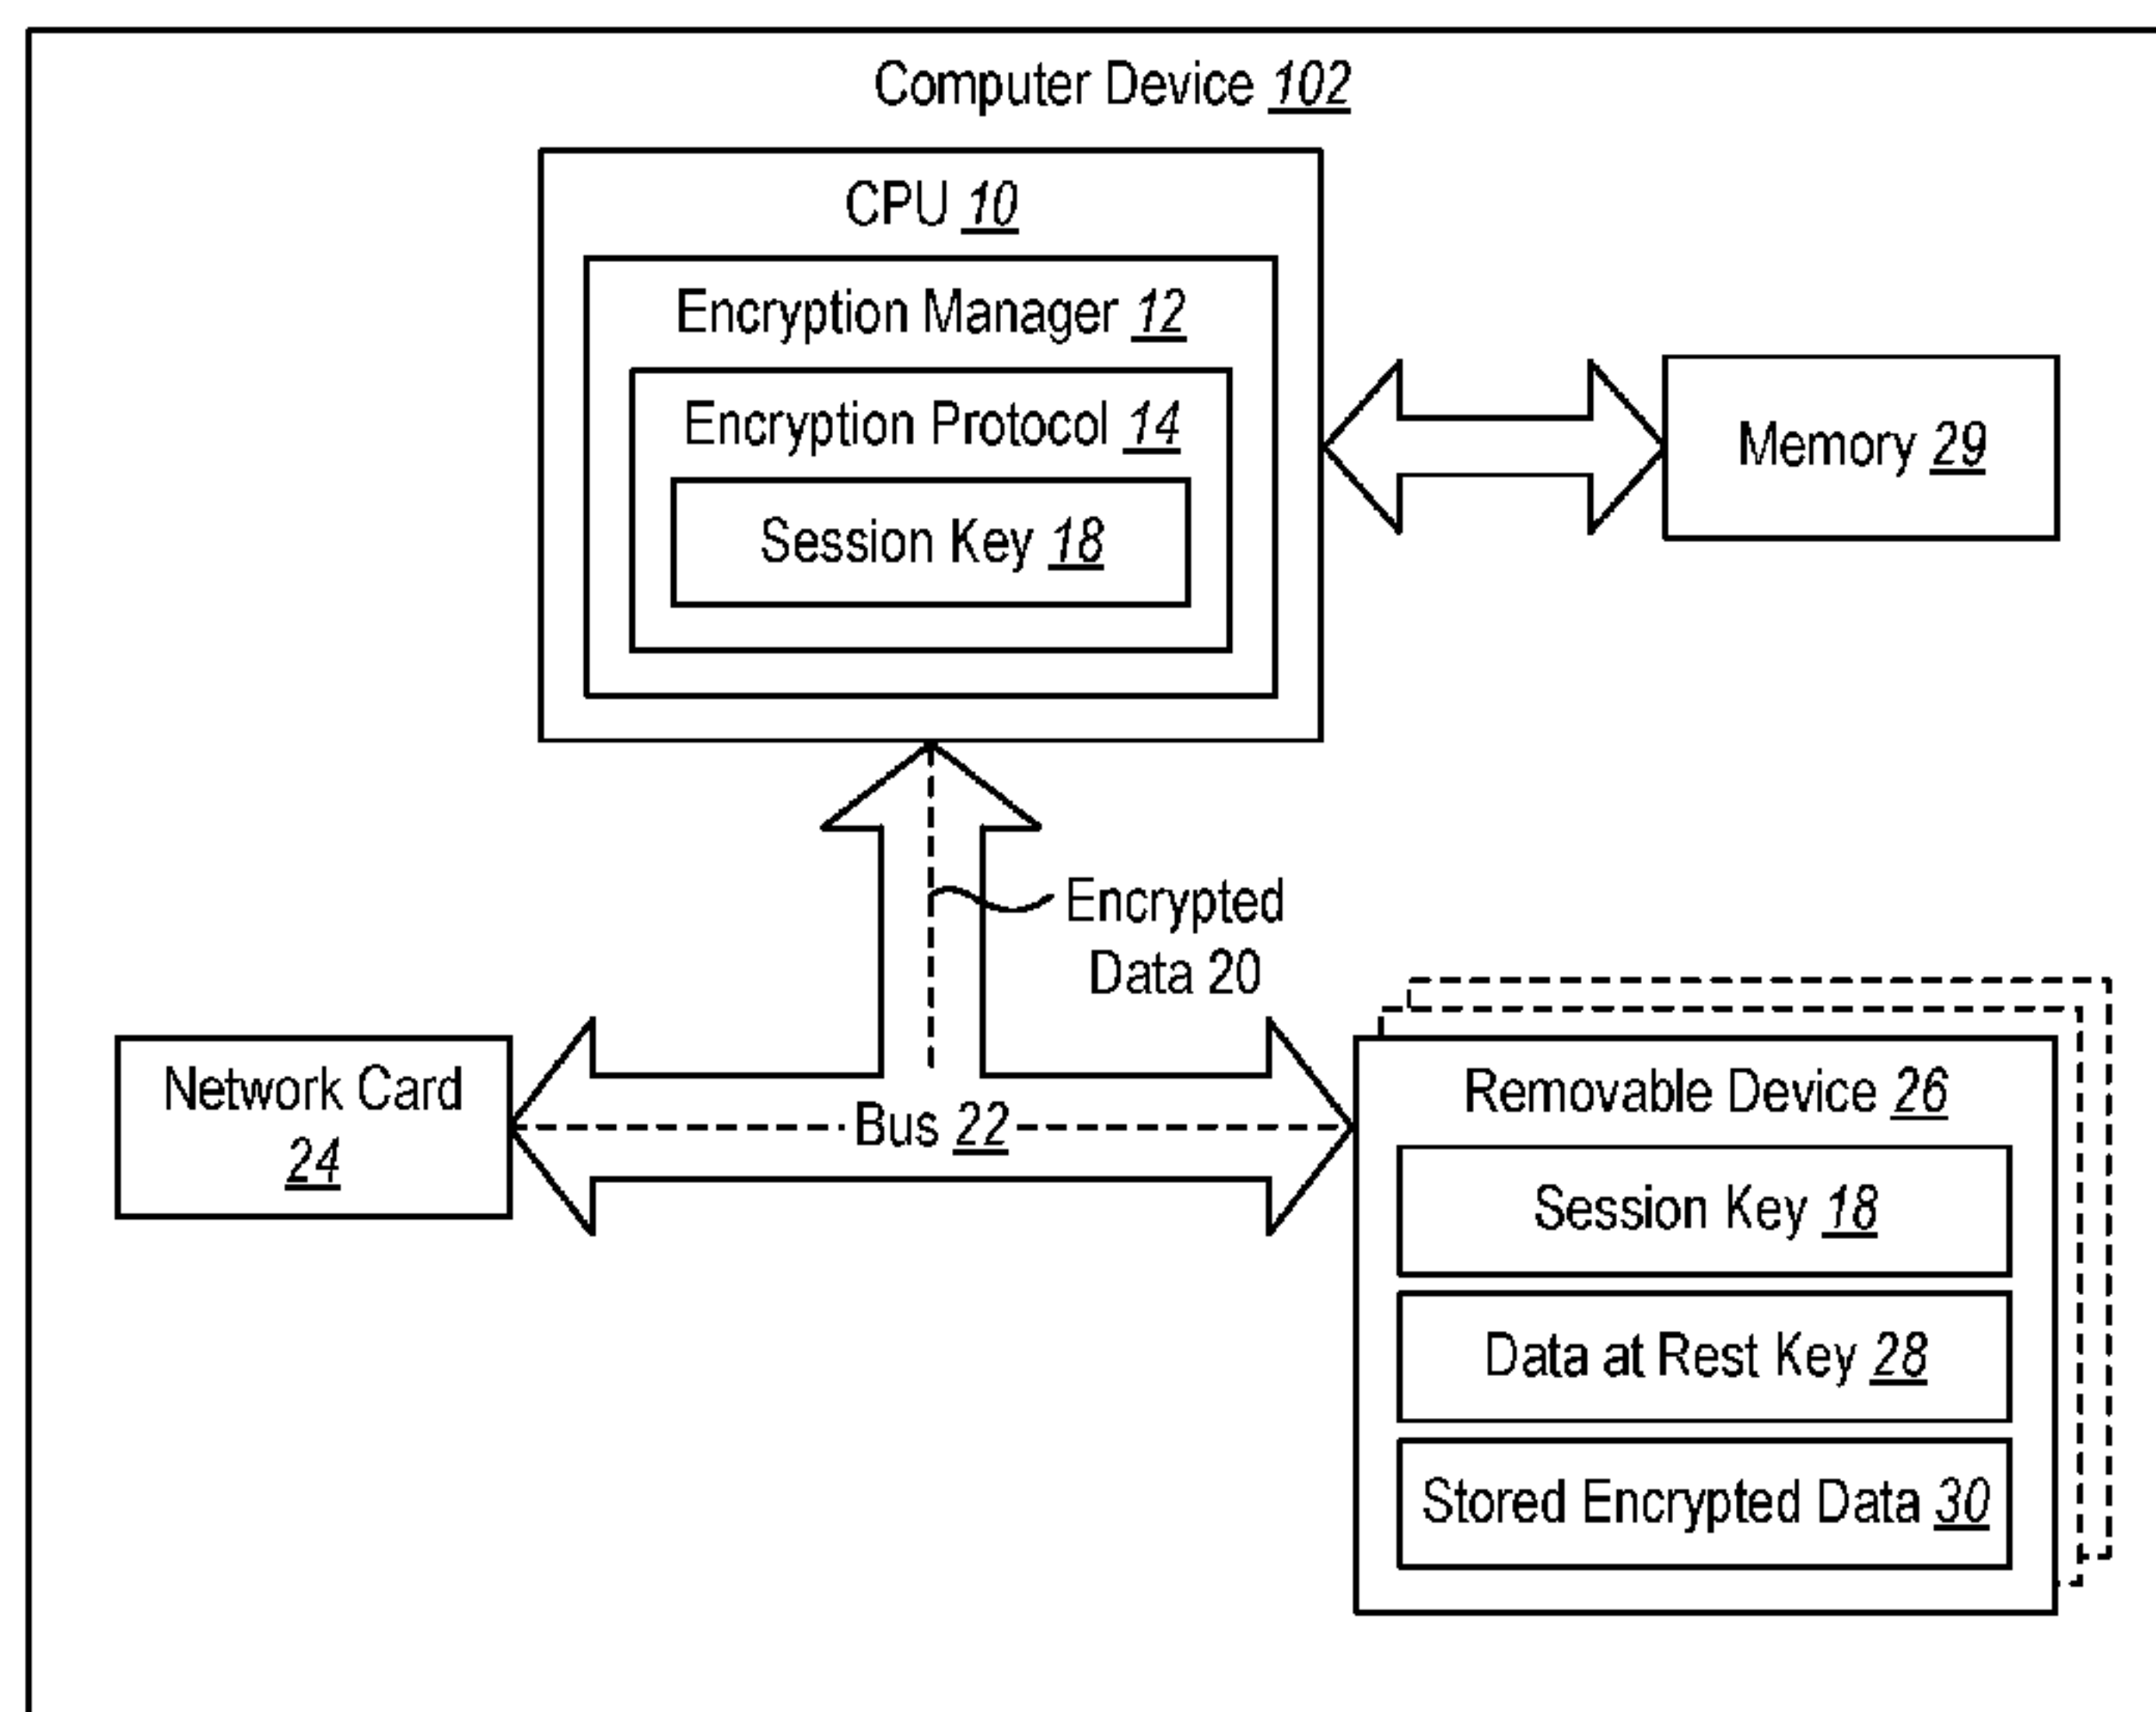 Computer Device 102
CPU 10
Encryption Manager 12
Encryption Protocol 14
Session Key 18
Memory 29
Encrypted
Data 20
Network Card
24
Bus 22
Removable Device 26
Session Key 18
Data at Rest Key 28
Stored Encrypted Data 30